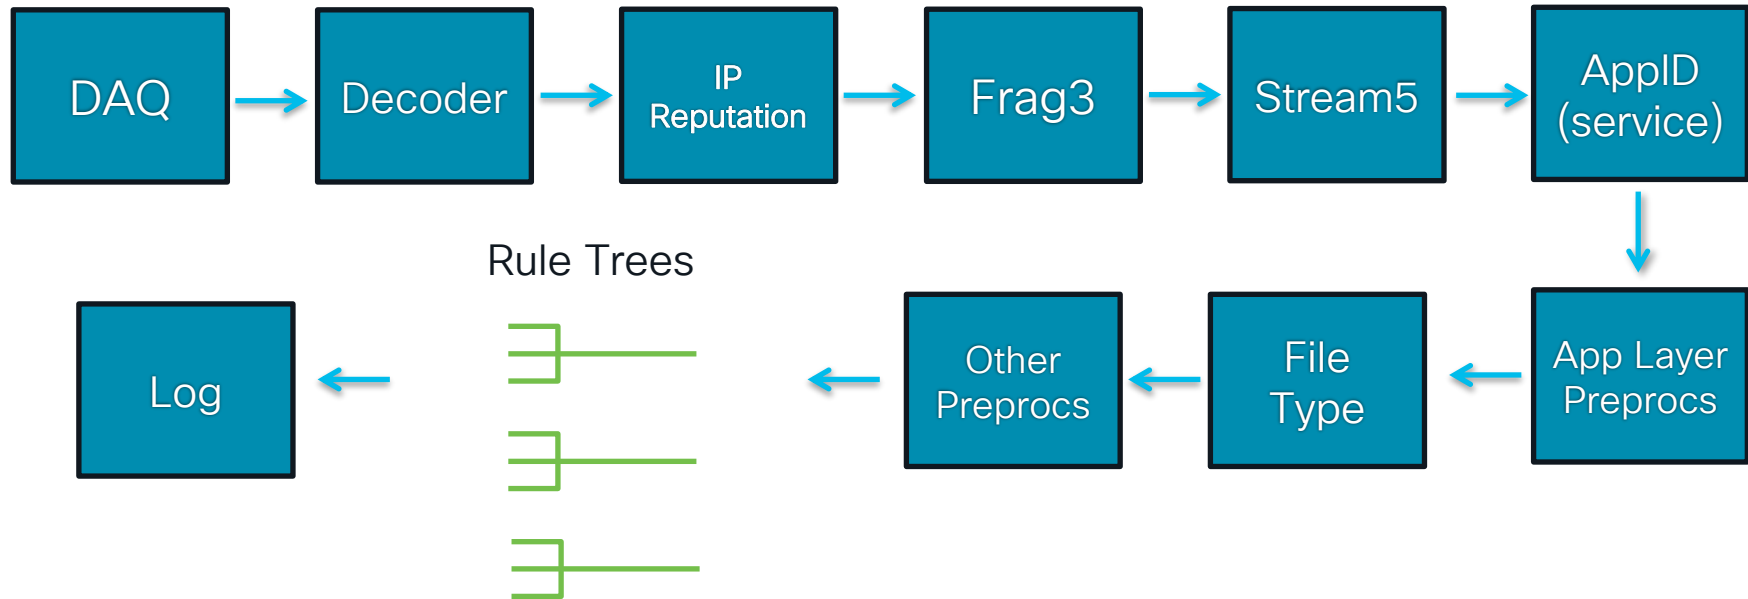 DAQ
Decoder
IP
Reputation
Frag3
Stream5
AppID
(service)
Rule Trees
Log
Other
Preprocs
File
Type
App Layer
Preprocs